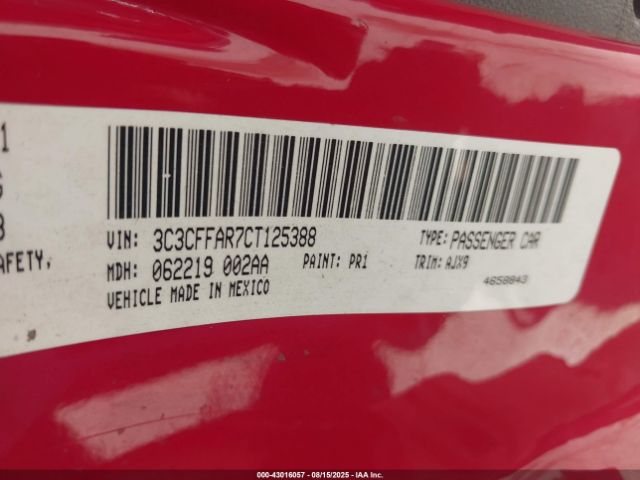 1
G
8
AFETY,
VIN: 3C3CFFAR7CT125388
TYPE: PASSENGER CAR
MDH: 062219 002AA PAINT: PR1 TRIM: AJX9
VEHICLE MADE IN MEXICO
4658843
000-43016057 - 08/15/2025 - © IAA Inc.